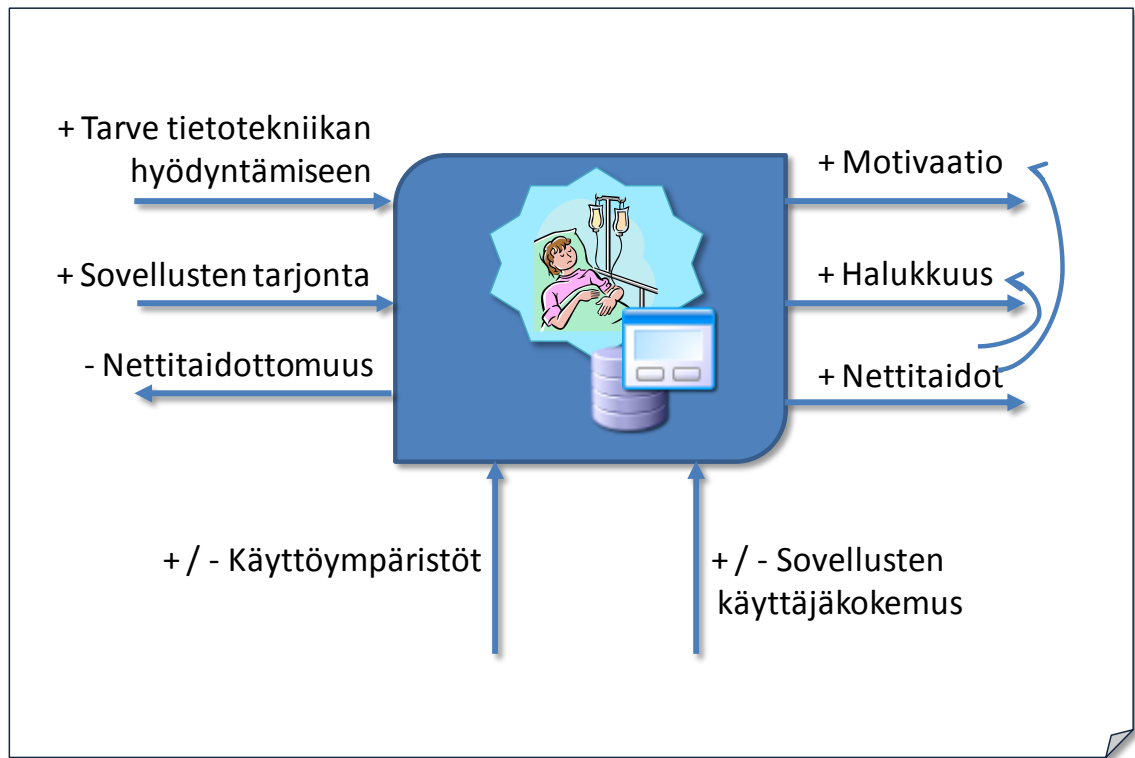 + Tarve tietotekniikan
hyödyntämiseen
+ Sovellusten tarjonta
- Nettitaidottomuus
+ Motivaatio
+ Halukkuus
+ Nettitaidot
+ / - Käyttöympäristöt
+ / - Sovellusten
käyttäjäkokemus